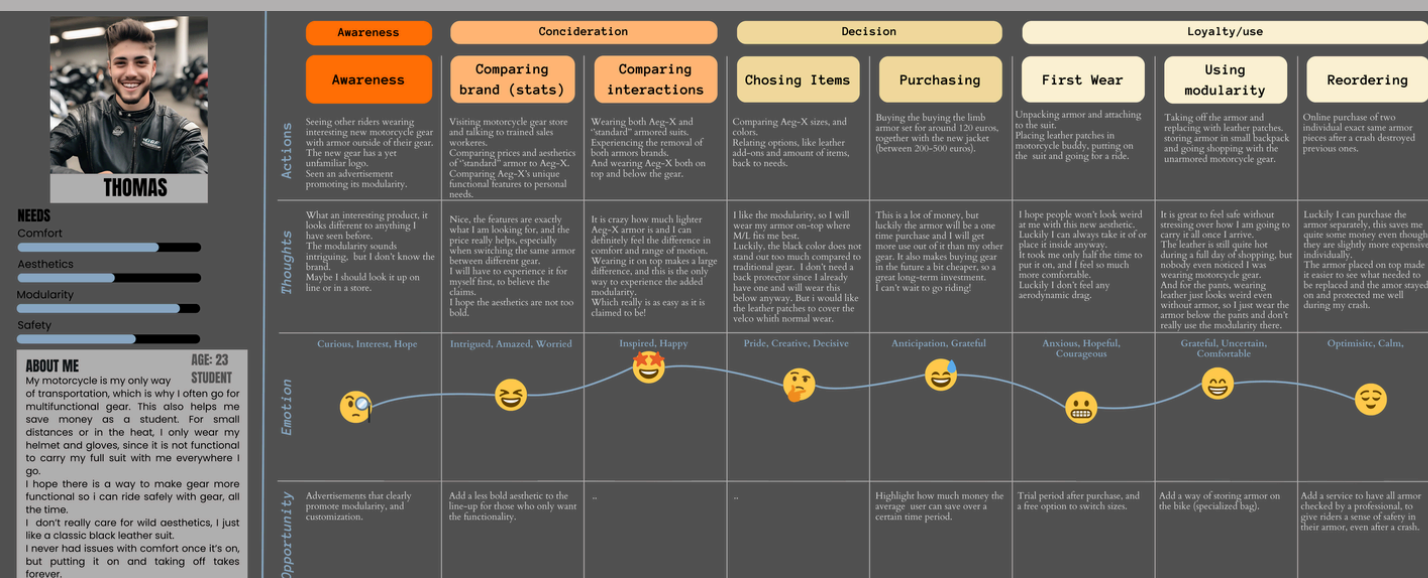 THOMAS
NEEDS
Comfort
Aesthetics
Modularity
Safety
ABOUT ME
AGE: 23
STUDENT
My motorcycle is my only way
of transportation, which is why I often go for
multifunctional gear. This also helps me
save money as a student. For small
distances or in the heat, I only wear my
helmet and gloves, since it is not functional
to carry my full suit with me everywhere I
go.
I hope there is a way to make gear more
functional so i can ride safely with gear, all
the time.
I don't really care for wild aesthetics, I just
like a classic black leather suit.
I never had issues with comfort once it's on,
but putting it on and taking off takes
forever.
Awareness
Concideration
Decision
Loyalty/use
Awareness
Comparing
brand (stats)
Comparing
interactions
Chosing Items
Purchasing
First Wear
Using
modularity
Reordering
Actions
Seeing other riders wearing
interesting new motorcycle gear
with armor outside of their gear.
The new gear has a yet
unfamiliar logo.
Seen an advertisement
promoting its modularity.
Visiting motorcycle gear store
and talking to trained sales
workeres.
Comparing prices and aesthetics
of "standard" armor to Aeg-X.
Comparing Aeg-X's unique
functional features to personal
needs.
Wearing both Aeg-X and
"standard" armored suits.
Experiencing the removal of
both armors brands.
And wearing Aeg-X both on
top and below the gear.
Comparing Aeg-X sizes, and
colors.
Relating options, like leather
add-ons and amount of items,
back to needs.
Buying the buying the limb
armor set for around 120 euros,
together with the new jacket
(between 200-500 euros).
Unpacking armor and attaching
to the suit.
Placing leather patches in
motorcycle buddy, putting on
the suit and going for a ride.
Taking off the armor and
replacing with leather patches,
storing armor in small backpack
and going shopping with the
unarmored motorcycle gear.
Online purchase of two
individual exact same armor
pieces after a crash destroyed
previous ones.
Thoughts
What an interesting product, it
looks different to anything I
have seen before.
The modularity sounds
intriguing, but I don't know the
brand.
Maybe I should look it up on
line or in a store.
Nice, the features are exactly
what I am looking for, and the
price really helps, especially
when switching the same armor
between different gear.
I will have to experience it for
myself first, to believe the
claims.
I hope the aesthetics are not too
bold.
It is crazy how much lighter
Aeg-X armor is and I can
definitely feel the difference in
comfort and range of motion.
Wearing it on top makes a large
difference, and this is the only
way to experience the added
modularity.
Which really is as easy as it is
claimed to be!
I like the modularity, so I will
wear my armor on-top where
M/L fits me best.
Luckily, the black color does not
stand out too much compared to
traditional gear. I don't need a
back protector since I already
have one and will wear this
below anyway. But i would like
the leather patches to cover the
velco whith normal wear.
This is a lot of money, but
luckily the armor will be a one
time purchase and I will get
more use out of it than my other
gear. It also makes buying gear
in the future a bit cheaper, so a
great long-term investment.
I can't wait to go riding!
I hope people won't look weird
at me with this new aesthetic.
Luckily I can always take it of or
place it inside anyway.
It took me only half the time to
put it on, and I feel so much
more comfortable.
Luckily I don't feel any
aerodynamic drag.
It is great to feel safe without
stressing over how I am going to
carry it all once I arrive.
The leather is still quite hot
during a full day of shopping, but
nobody even noticed I was
wearing motorcycle gear.
And for the pants, wearing
leather just looks weird even
without armor, so I just wear the
armor below the pants and don't
really use the modularity there.
Luckily I can purchase the
armor separately, this saves me
quite some money even though
they are slightly more expensive
individually.
The armor placed on top made
it easier to see what needed to
be replaced and the amor stayed
on and protected me well
during my crash.
Emotion
Curious, Interest, Hope
Intrigued, Amazed, Worried
Inspired, Happy
Pride, Creative, Decisive
Anticipation, Grateful
Anxious, Hopeful,
Courageous
Grateful, Uncertain,
Comfortable
Optimisitc, Calm,
Opportunity
Advertisements that clearly
promote modularity, and
customization.
Add a less bold aesthetic to the
line-up for those who only want
the functionality.
..
..
Highlight how much money the
average user can save over a
certain time period.
Trial period after purchase, and
a free option to switch sizes.
Add a way of storing armor on
the bike (specialized bag).
Add a service to have all armor
checked by a professional, to
give riders a sense of safety in
their armor, even after a crash.